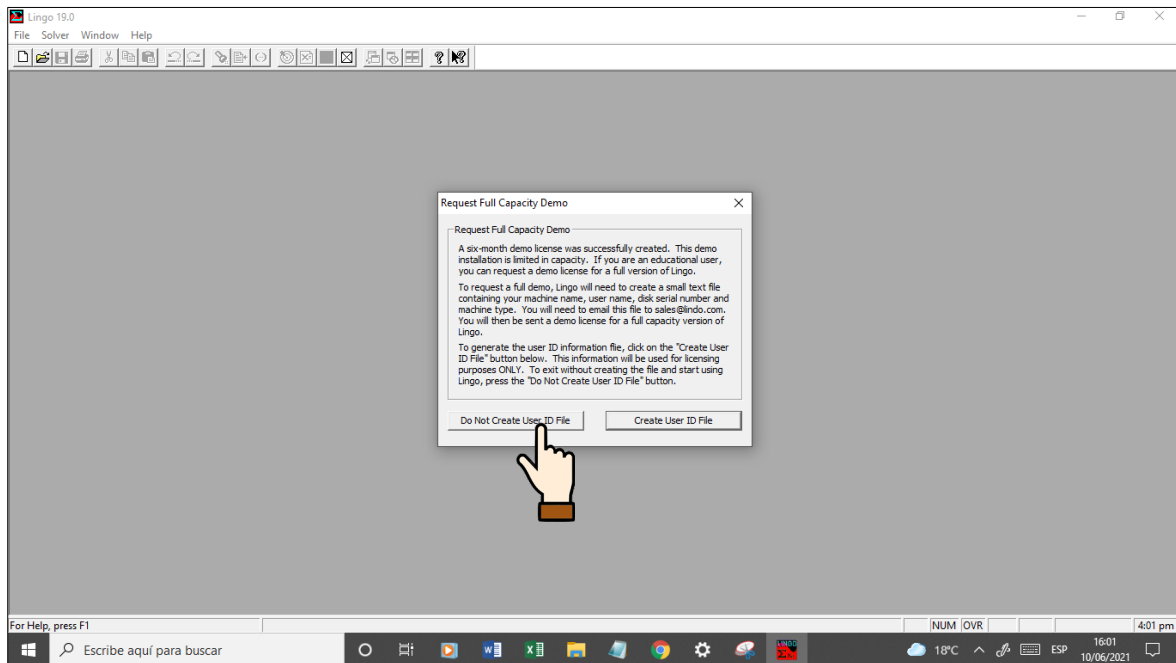 Lingo 19.0
File Solver Window Help
Request Full Capacity Demo
Request Full Capacity Demo
A six-month demo license was successfully created. This demo
installation is limited in capacity. If you are an educational user,
you can request a demo license for a full version of Lingo.
To request a full demo, Lingo will need to create a small text file
containing your machine name, user name, disk serial number and
machine type. You will need to email this file to sales@lindo.com.
You will then be sent a demo license for a full capacity version of
Lingo.
To generate the user ID information file, click on the "Create User
ID File" button below. This information will be used for licensing
purposes ONLY. To exit without creating the file and start using
Lingo, press the "Do Not Create User ID File" button.
Do Not Create User ID File Create User ID File
For Help, press F1 NUM OVR 4:01 pm
Escribe aquí para buscar 18°C ESP 16:01
10/06/2021